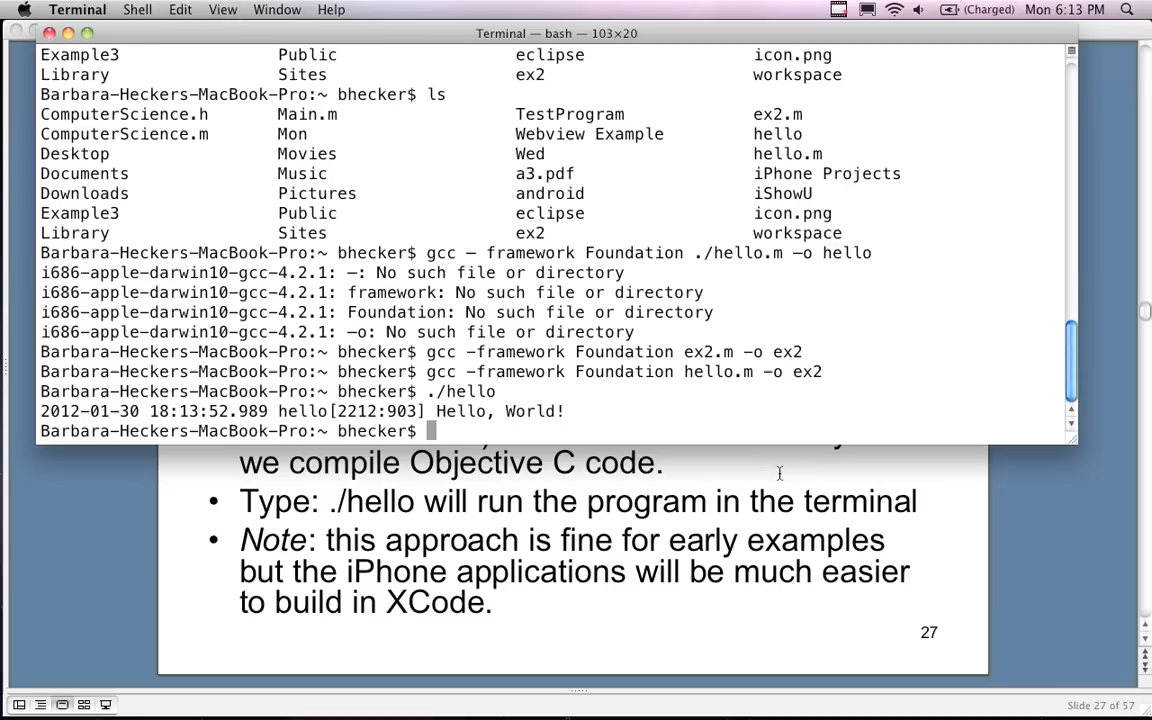 Terminal Shell Edit View Window Help (Charged) Mon 6:13 PM
Terminal — bash — 103×20
Example3 Public eclipse icon.png
Library Sites ex2 workspace
Barbara-Heckers-MacBook-Pro:~ bhecker$ ls
ComputerScience.h Main.m TestProgram ex2.m
ComputerScience.m Mon Webview Example hello
Desktop Movies Wed hello.m
Documents Music a3.pdf iPhone Projects
Downloads Pictures android iShowU
Example3 Public eclipse icon.png
Library Sites ex2 workspace
Barbara-Heckers-MacBook-Pro:~ bhecker$ gcc – framework Foundation ./hello.m –o hello
i686-apple-darwin10-gcc-4.2.1: –: No such file or directory
i686-apple-darwin10-gcc-4.2.1: framework: No such file or directory
i686-apple-darwin10-gcc-4.2.1: Foundation: No such file or directory
i686-apple-darwin10-gcc-4.2.1: –o: No such file or directory
Barbara-Heckers-MacBook-Pro:~ bhecker$ gcc -framework Foundation ex2.m -o ex2
Barbara-Heckers-MacBook-Pro:~ bhecker$ gcc -framework Foundation hello.m -o ex2
Barbara-Heckers-MacBook-Pro:~ bhecker$ ./hello
2012-01-30 18:13:52.989 hello[2212:903] Hello, World!
Barbara-Heckers-MacBook-Pro:~ bhecker$
we compile Objective C code.
• Type: ./hello will run the program in the terminal
• Note: this approach is fine for early examples
but the iPhone applications will be much easier
to build in XCode.
27
Slide 27 of 57